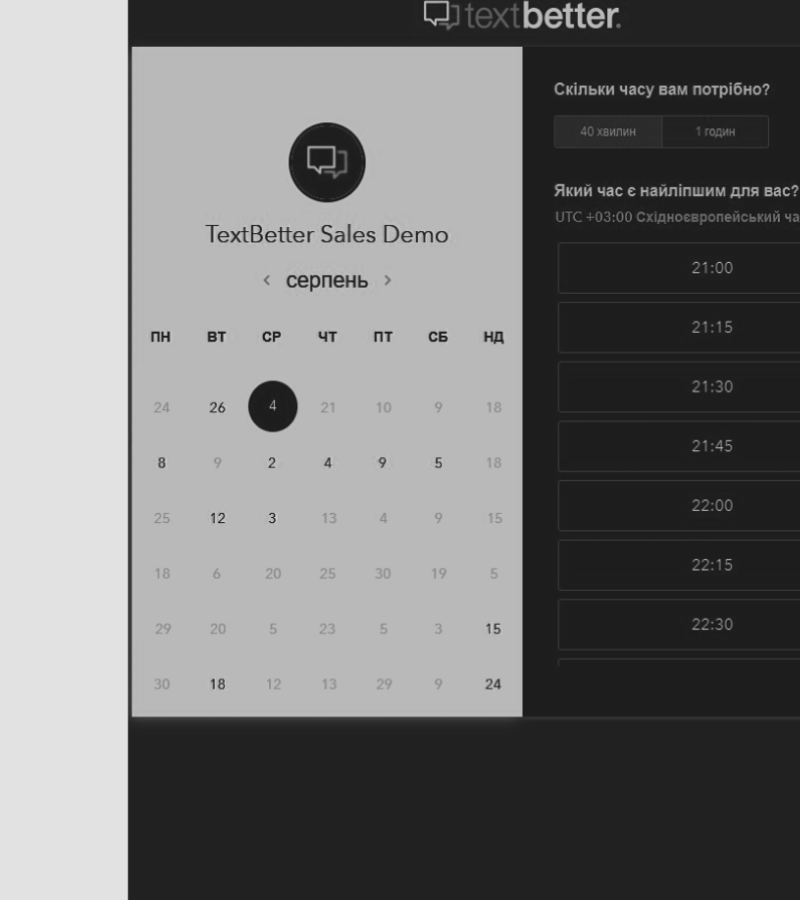 textbetter.
TextBetter Sales Demo
< серпень >
ПН ВТ СР ЧТ ПТ СБ НД
24 26 4 21 10 9 18
8 9 2 4 9 5 18
25 12 3 13 4 9 15
18 6 20 25 30 19 5
29 20 5 23 5 3 15
30 18 12 13 29 9 24
Скільки часу вам потрібно?
40 хвилин 1 годин
Який час є найліпшим для вас?
UTC +03:00 Східноєвропейський ча
21:00
21:15
21:30
21:45
22:00
22:15
22:30